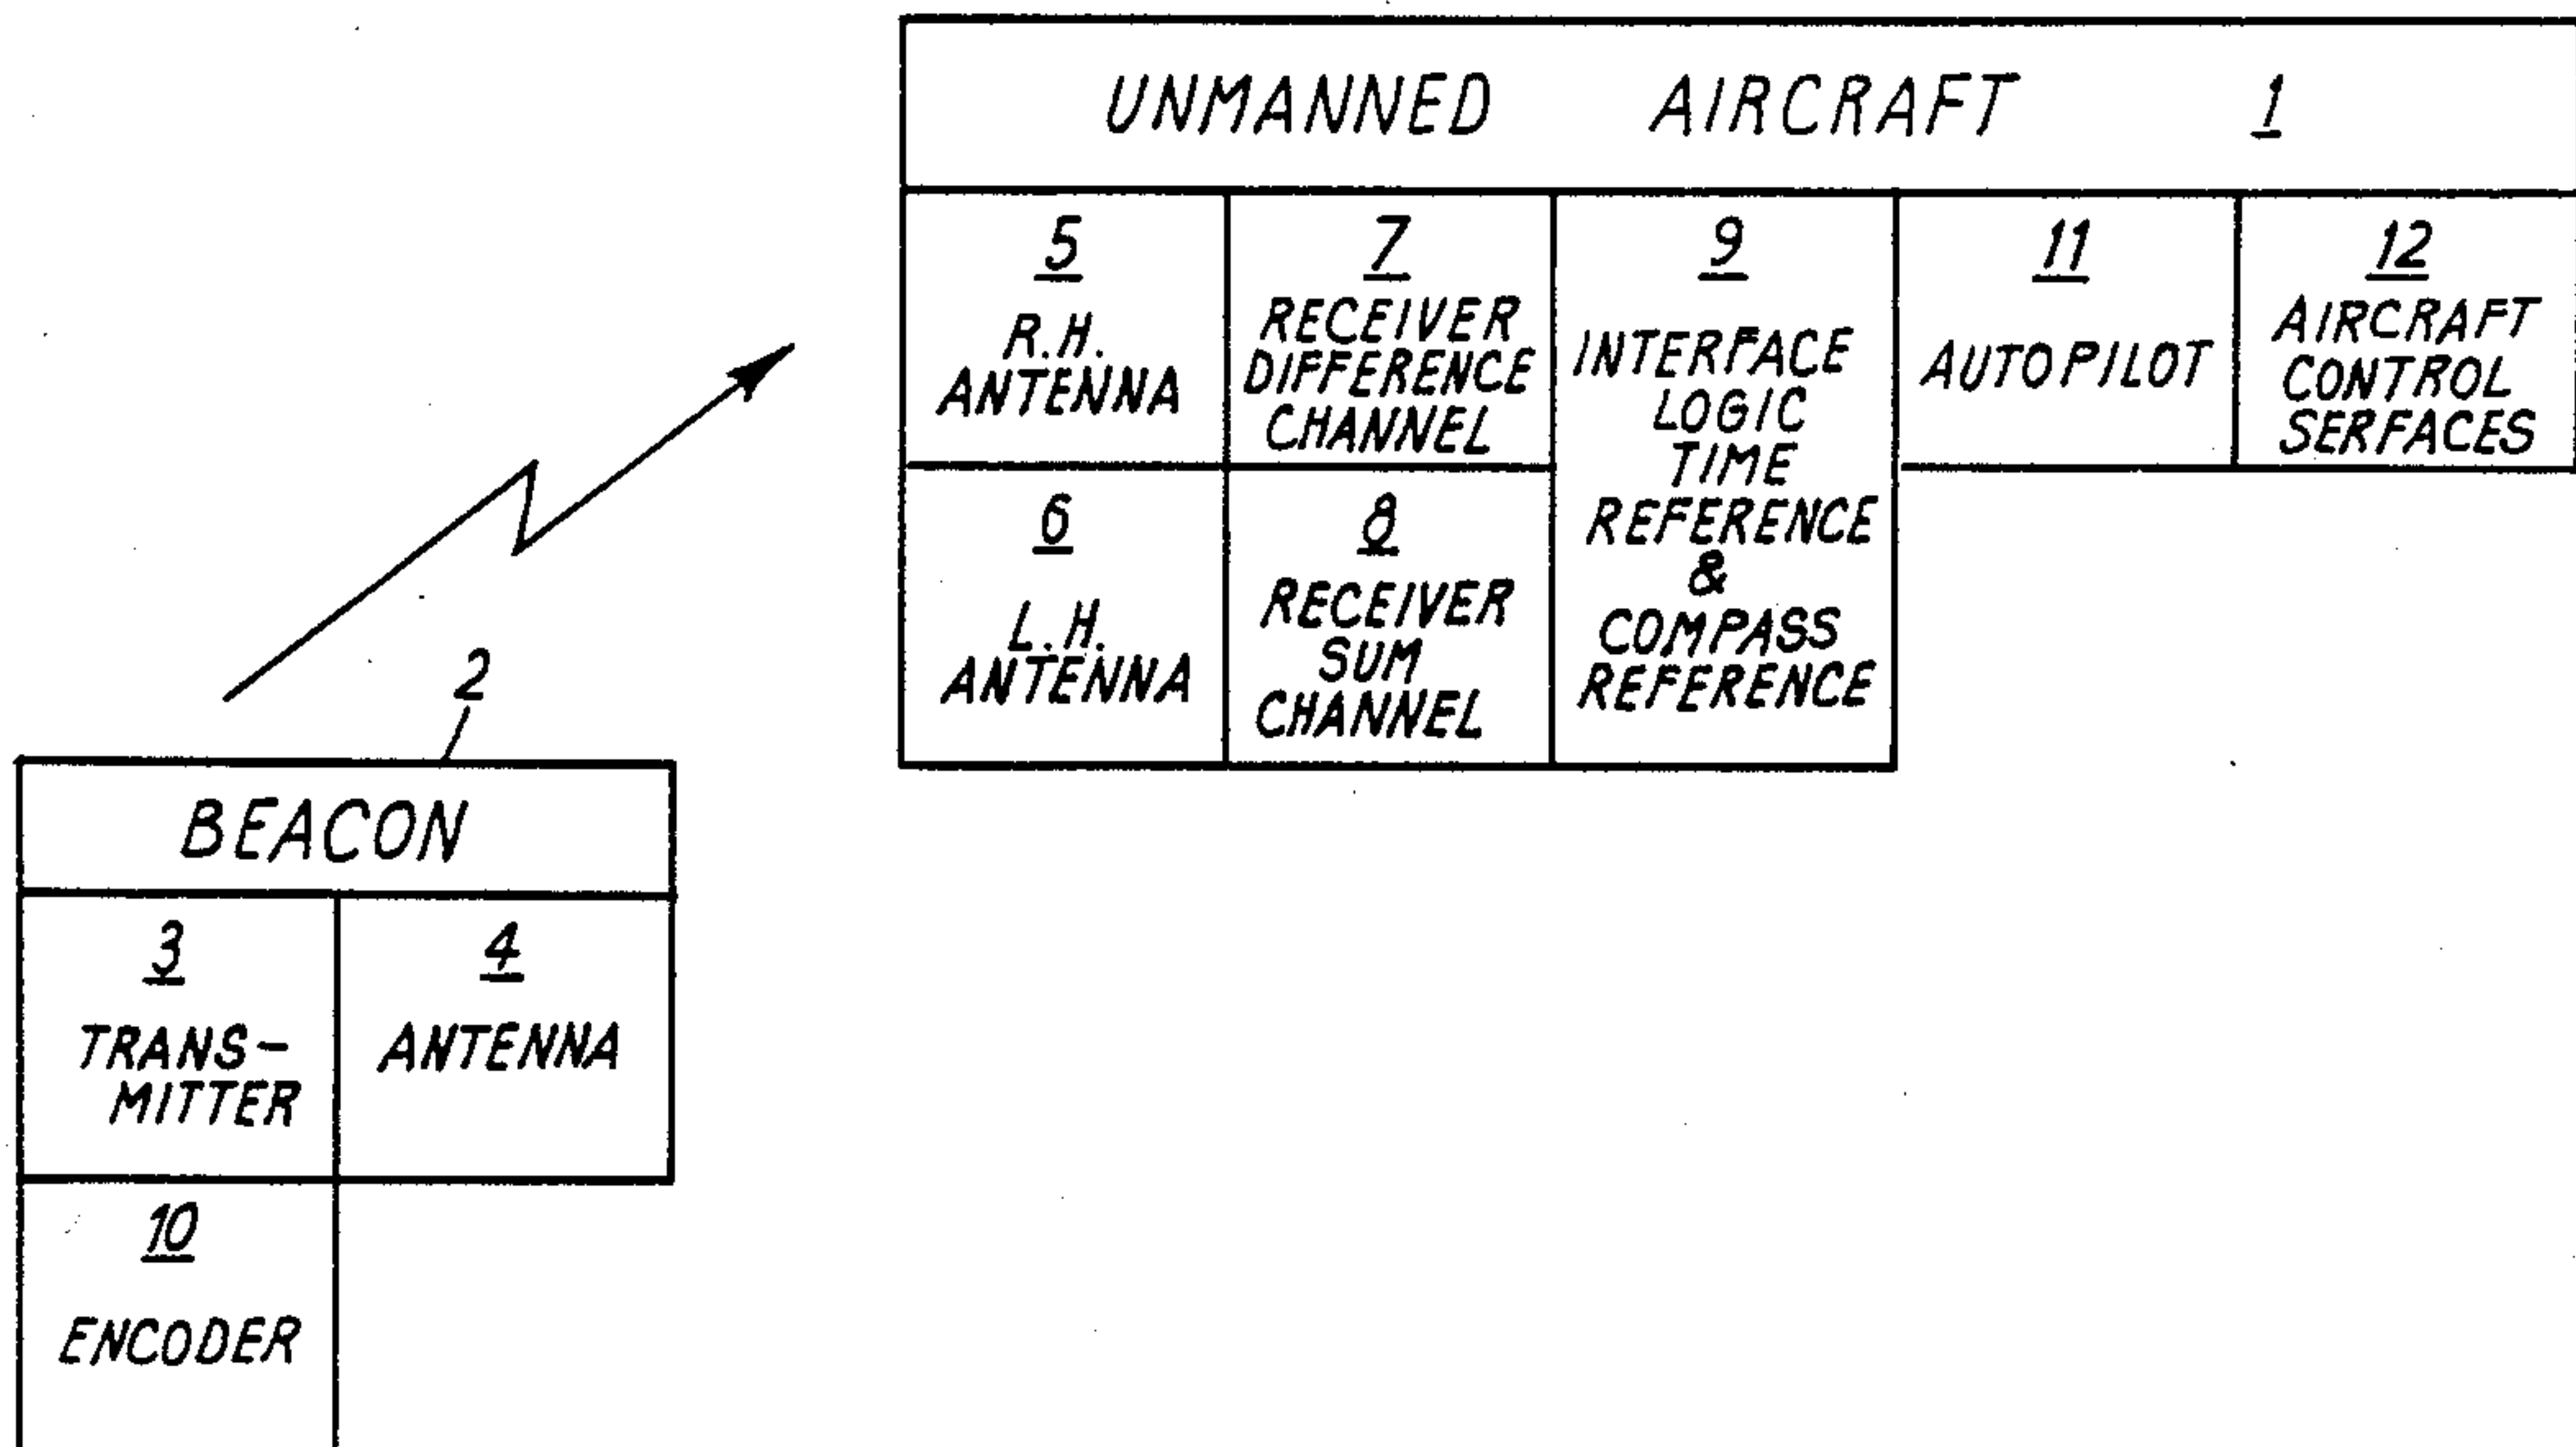 UNMANNED AIRCRAFT 1
5
R.H.
ANTENNA
7
RECEIVER
DIFFERENCE
CHANNEL
9
INTERFACE
LOGIC
TIME
REFERENCE
&
COMPASS
REFERENCE
11
AUTOPILOT
12
AIRCRAFT
CONTROL
SERFACES
6
L.H.
ANTENNA
8
RECEIVER
SUM
CHANNEL
2
BEACON
3
TRANS-
MITTER
4
ANTENNA
10
ENCODER